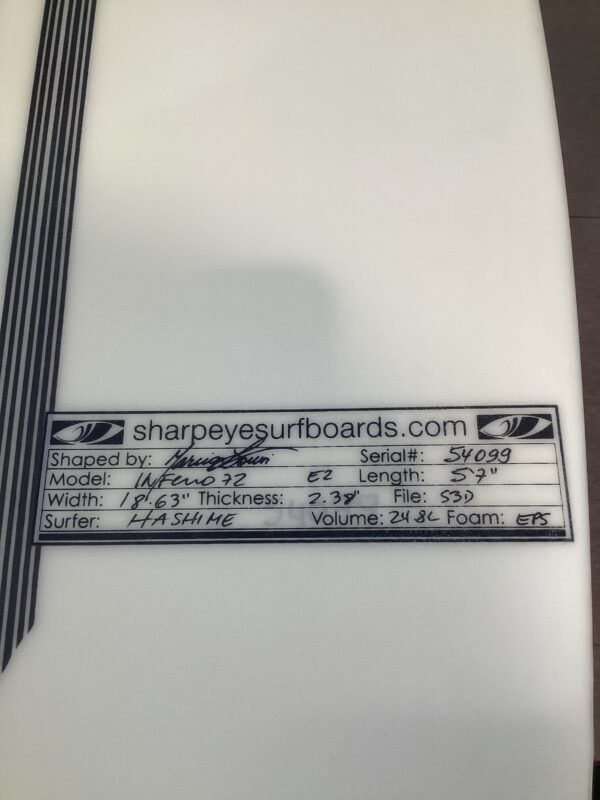 sharpeyesurfboards.com
Shaped by: Serial#: 54099
Model: INFERNO 72 E2 Length: 5'7"
Width: 18.63" Thickness: 2.38" File: S3D
Surfer: HASHIME Volume: 24.8L Foam: EPS